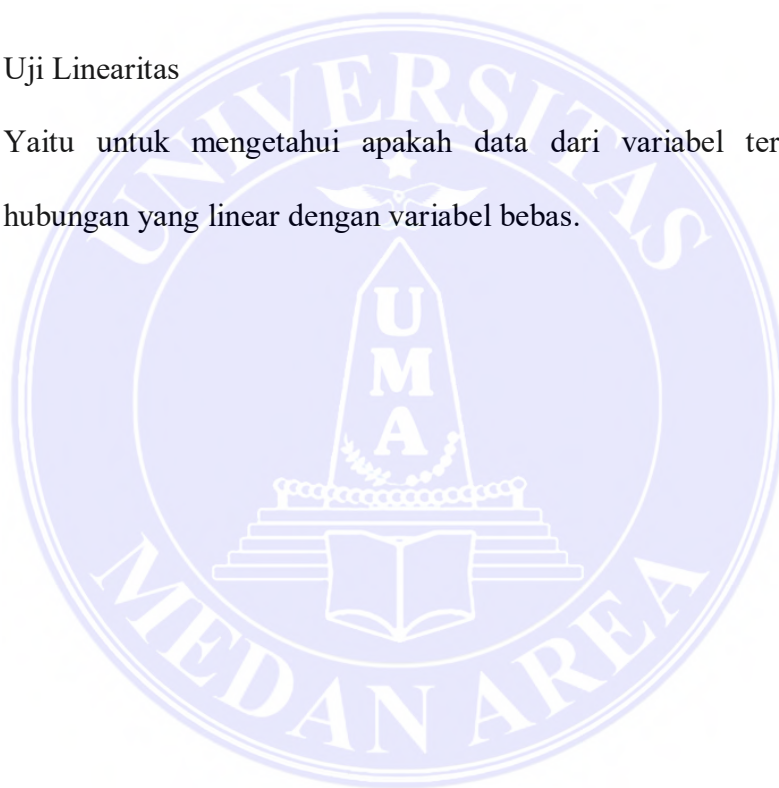 Uji Linearitas
Yaitu untuk mengetahui apakah data dari variabel ter
hubungan yang linear dengan variabel bebas.
UNIVERSITAS
UMA
MEDAN AREA